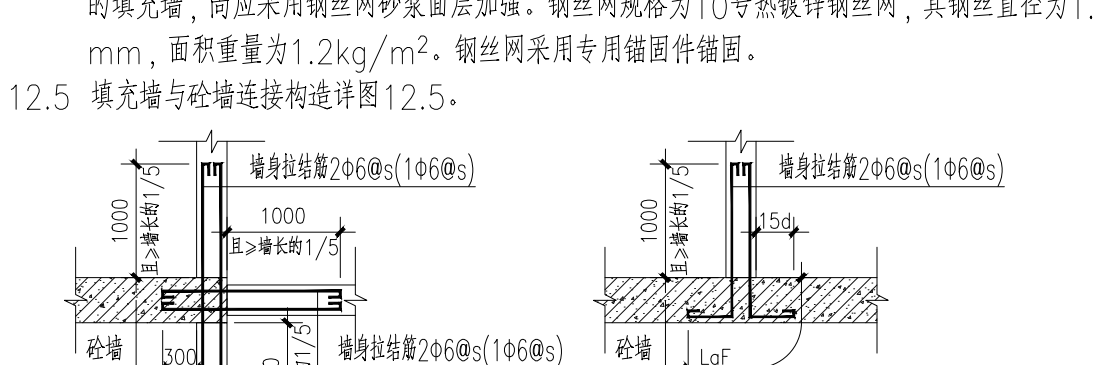 的填充墙,尚应采用钢丝网砂浆面层加强。钢丝网规格为10号热镀锌钢丝网,其钢丝直径为1.
mm,面积重量为1.2kg/m²。钢丝网采用专用锚固件锚固。
12.5 填充墙与砼墙连接构造详图12.5。
墙身拉结筋2Φ6@s(1Φ6@s)
墙身拉结筋2Φ6@s(1Φ6@s)
1000
且≥墙长的1/5
1000
且≥墙长的1/5
1000
且≥墙长的1/5
15d
砼墙
300
墙身拉结筋2Φ6@s(1Φ6@s)
砼墙
LaE